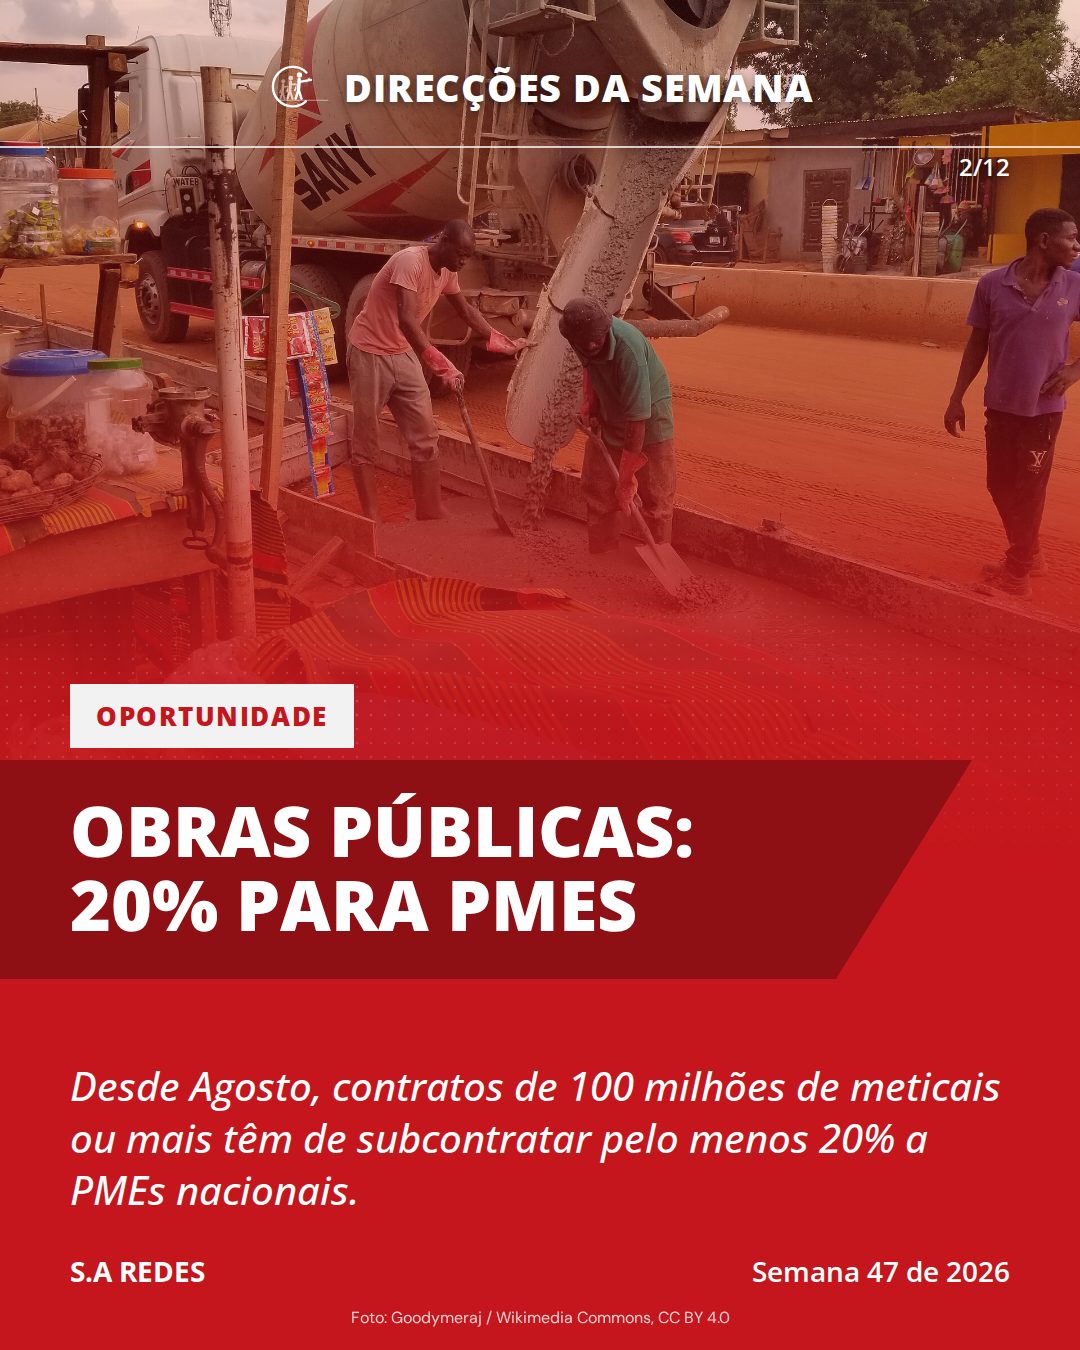 DIRECÇÕES DA SEMANA
2/12
WATER
SANY
OPORTUNIDADE
OBRAS PÚBLICAS:
20% PARA PMES
Desde Agosto, contratos de 100 milhões de meticais
ou mais têm de subcontratar pelo menos 20% a
PMEs nacionais.
S.A REDES
Semana 47 de 2026
Foto: Goodymeraj / Wikimedia Commons, CC BY 4.0